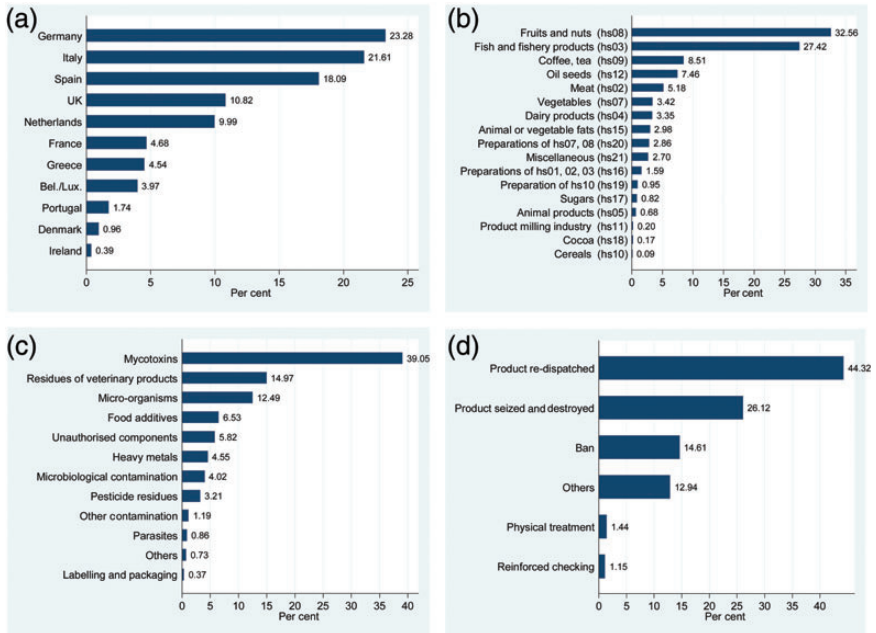 (a)
Germany 23.28
Italy 21.61
Spain 18.09
UK 10.82
Netherlands 9.99
France 4.68
Greece 4.54
Bel./Lux. 3.97
Portugal 1.74
Denmark 0.96
Ireland 0.39
0 5 10 15 20 25
Per cent
(b)
Fruits and nuts (hs08) 32.56
Fish and fishery products (hs03) 27.42
Coffee, tea (hs09) 8.51
Oil seeds (hs12) 7.46
Meat (hs02) 5.18
Vegetables (hs07) 3.42
Dairy products (hs04) 3.35
Animal or vegetable fats (hs15) 2.98
Preparations of hs07, 08 (hs20) 2.86
Miscellaneous (hs21) 2.70
Preparations of hs01, 02, 03 (hs16) 1.59
Preparation of hs10 (hs19) 0.95
Sugars (hs17) 0.82
Animal products (hs05) 0.68
Product milling industry (hs11) 0.20
Cocoa (hs18) 0.17
Cereals (hs10) 0.09
0 5 10 15 20 25 30 35
Per cent
(c)
Mycotoxins 39.05
Residues of veterinary products 14.97
Micro-organisms 12.49
Food additives 6.53
Unauthorised components 5.82
Heavy metals 4.55
Microbiological contamination 4.02
Pesticide residues 3.21
Other contamination 1.19
Parasites 0.86
Others 0.73
Labelling and packaging 0.37
0 5 10 15 20 25 30 35 40
Per cent
(d)
Product re-dispatched 44.32
Product seized and destroyed 26.12
Ban 14.61
Others 12.94
Physical treatment 1.44
Reinforced checking 1.15
0 5 10 15 20 25 30 35 40
Per cent